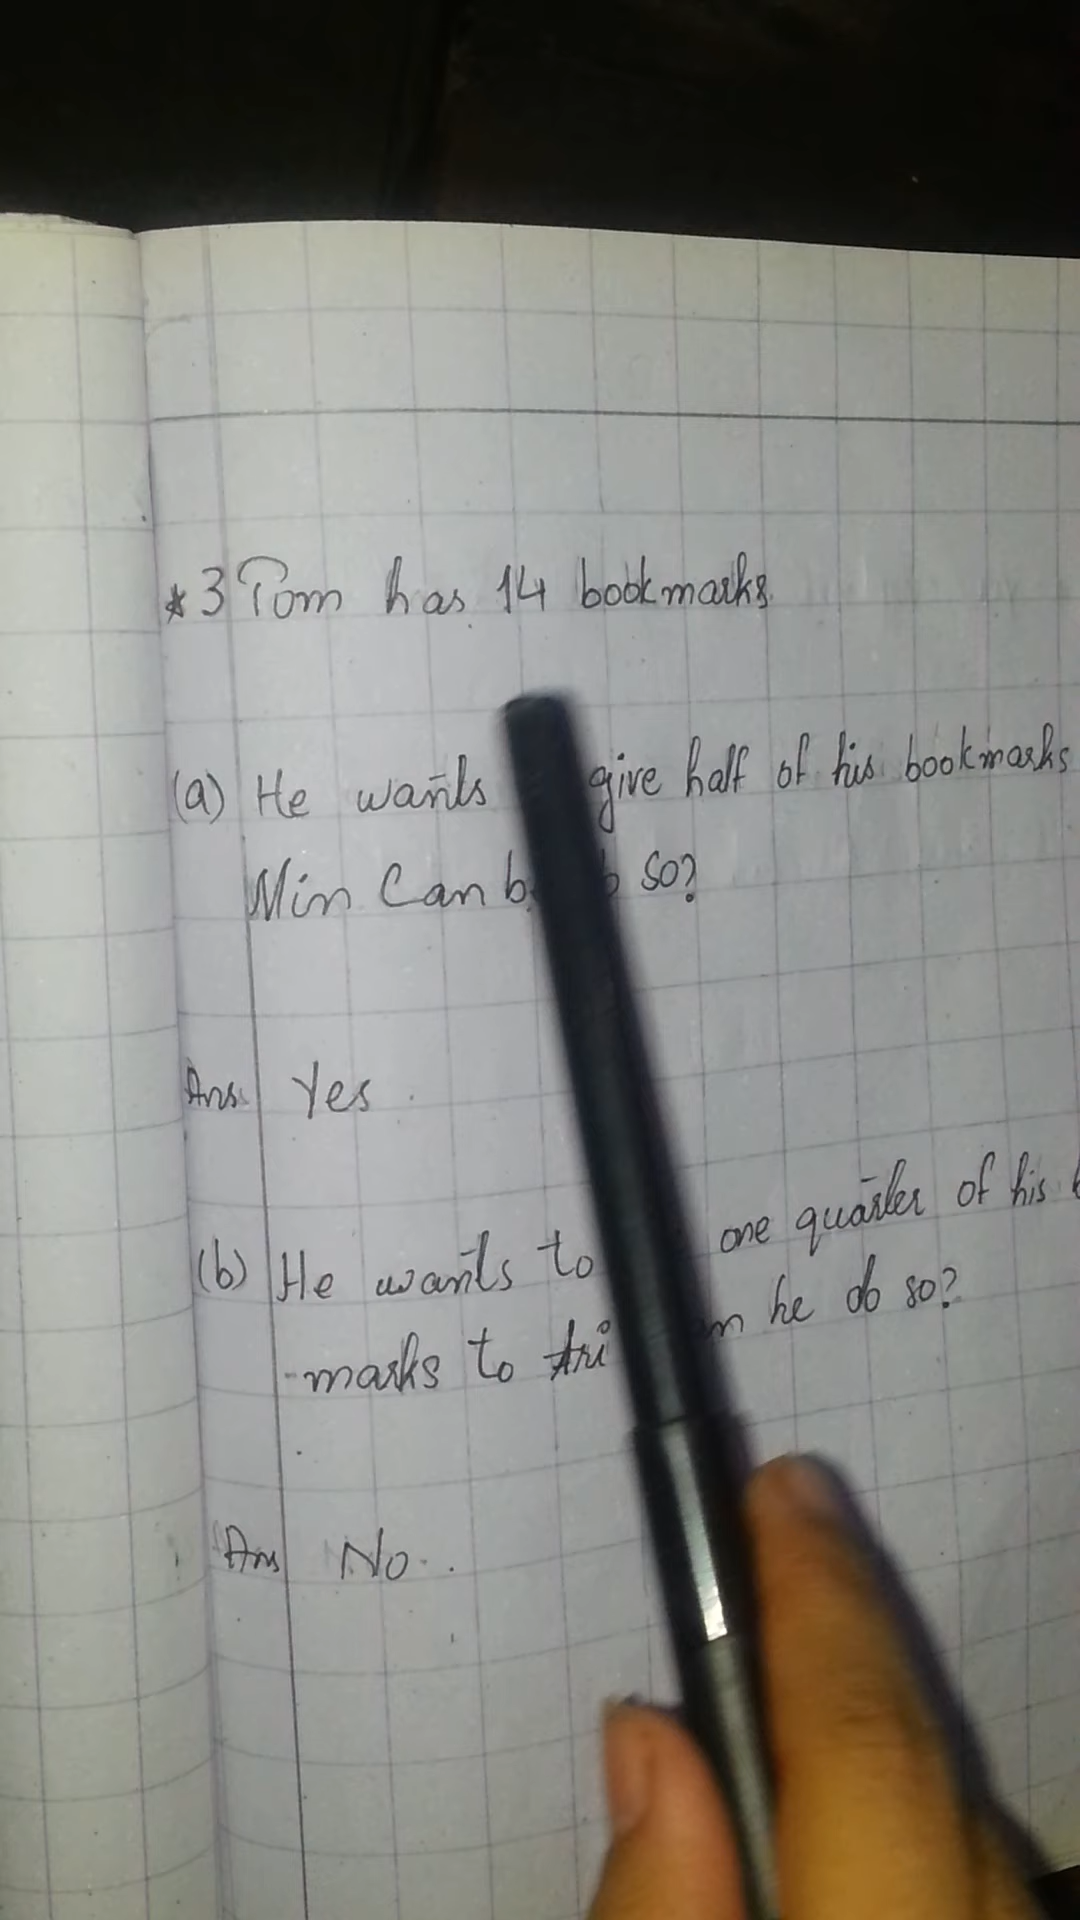 *3 Tom has 14 bookmarks.
(a) He wants give half of his bookmarks
Min Can so?
Ans Yes.
(b) He wants to one quarter of his
-marks to Ari he do so?
Ans No.